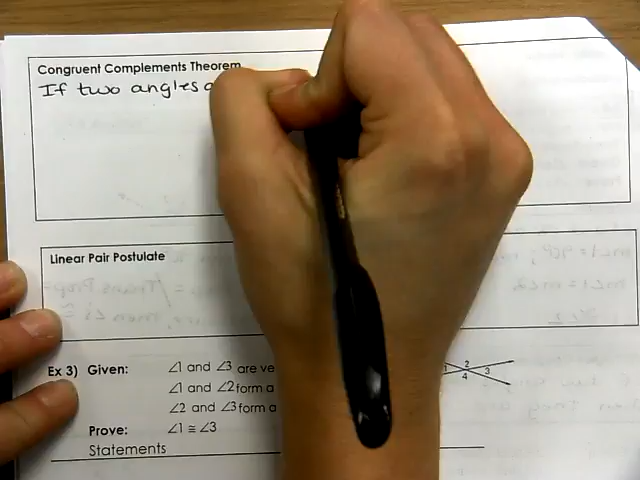 Congruent Complements Theorem
If two angles
Linear Pair Postulate
Ex 3) Given: ∠1 and ∠3 are ve
∠1 and ∠2 form a
∠2 and ∠3 form a
Prove: ∠1 ≅ ∠3
Statements
1 2 3 4